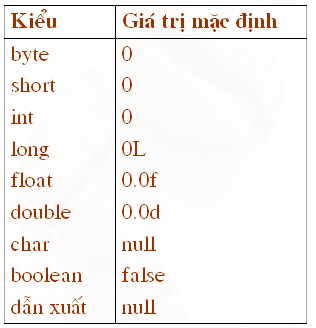 Kiểu Giá trị mặc định
byte 0
short 0
int 0
long 0L
float 0.0f
double 0.0d
char null
boolean false
dẫn xuất null